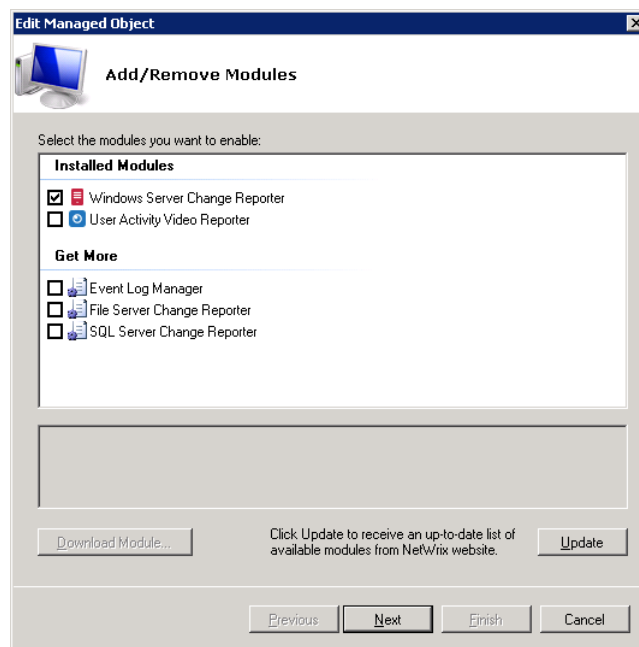 Edit Managed Object
Add/Remove Modules
Select the modules you want to enable:
Installed Modules
Windows Server Change Reporter
User Activity Video Reporter
Get More
Event Log Manager
File Server Change Reporter
SQL Server Change Reporter
Download Module...
Click Update to receive an up-to-date list of
available modules from NetWrix website.
Update
Previous
Next
Finish
Cancel